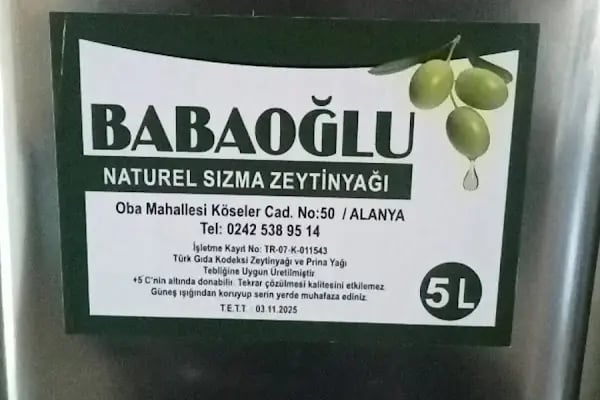 BABAOĞLU
NATUREL SIZMA ZEYTİNYAĞI
Oba Mahallesi Köseler Cad. No:50 / ALANYA
Tel: 0242 538 95 14
İşletme Kayıt No: TR-07-K-011543
Türk Gıda Kodeksi Zeytinyağı ve Prina Yağı
Tebliğine Uygun Üretilmiştir
+5°C'nin altında donabilir. Tekrar çözülmesi kalitesini etkilemez
Güneş ışığından koruyup serin yerde muhafaza ediniz.
T.E.T.T 03.11.2025
5 L